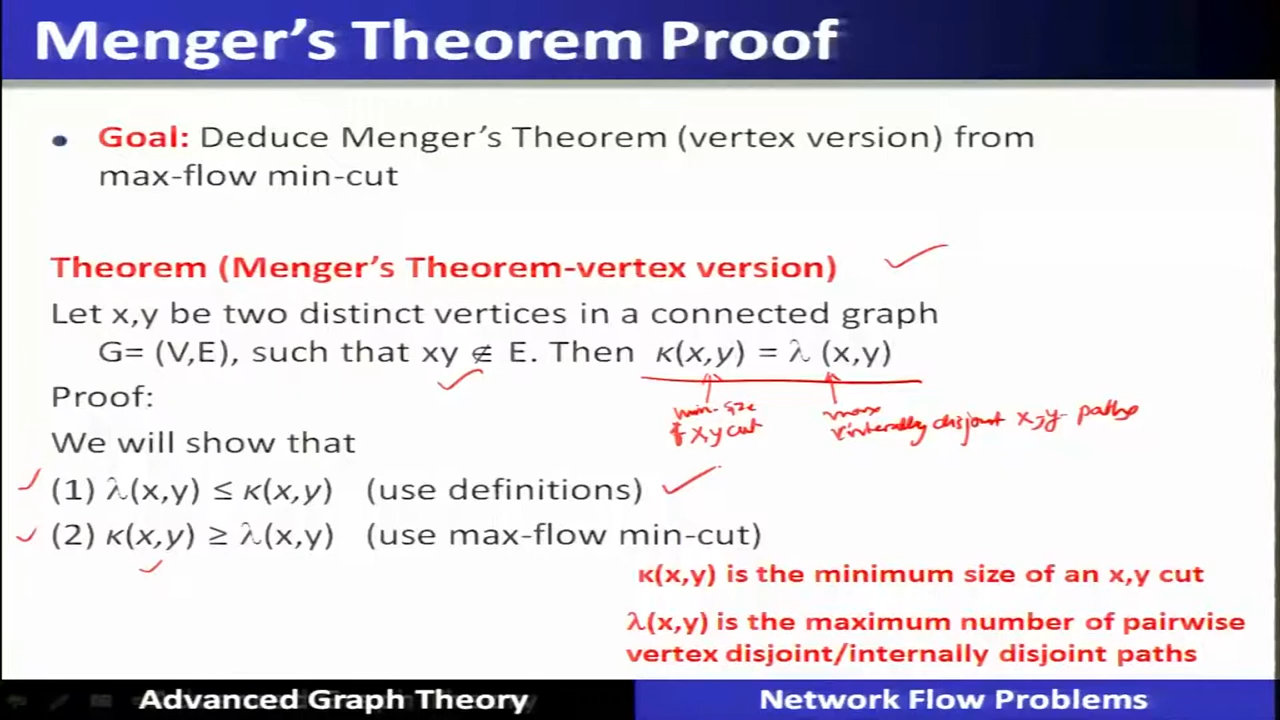 Menger's Theorem Proof
• Goal: Deduce Menger's Theorem (vertex version) from
max-flow min-cut
Theorem (Menger's Theorem-vertex version)
Let x,y be two distinct vertices in a connected graph
G= (V,E), such that xy ∉ E. Then κ(x,y) = λ (x,y)
Proof:
min-size
of x,y cut
max
internally disjoint x,y- paths
We will show that
(1) λ(x,y) ≤ κ(x,y) (use definitions)
(2) κ(x,y) ≥ λ(x,y) (use max-flow min-cut)
κ(x,y) is the minimum size of an x,y cut
λ(x,y) is the maximum number of pairwise
vertex disjoint/internally disjoint paths
Advanced Graph Theory
Network Flow Problems